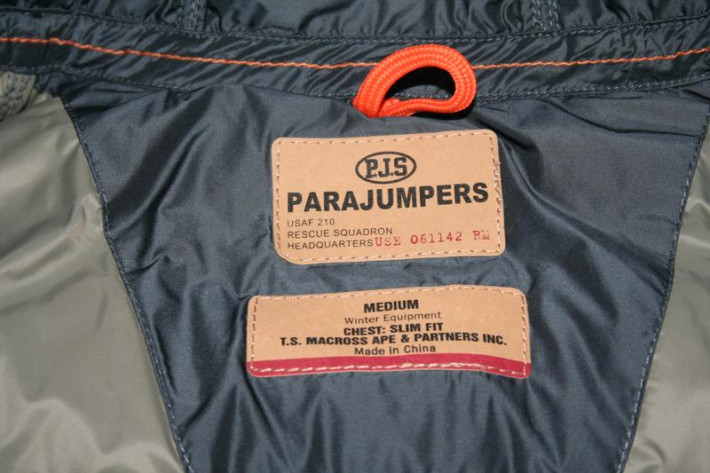 P.J.S
PARAJUMPERS
USAF 210
RESCUE SQUADRON
HEADQUARTERS USE 061142 RM
MEDIUM
Winter Equipment
CHEST: SLIM FIT
T.S. MACROSS APE & PARTNERS INC.
Made in China